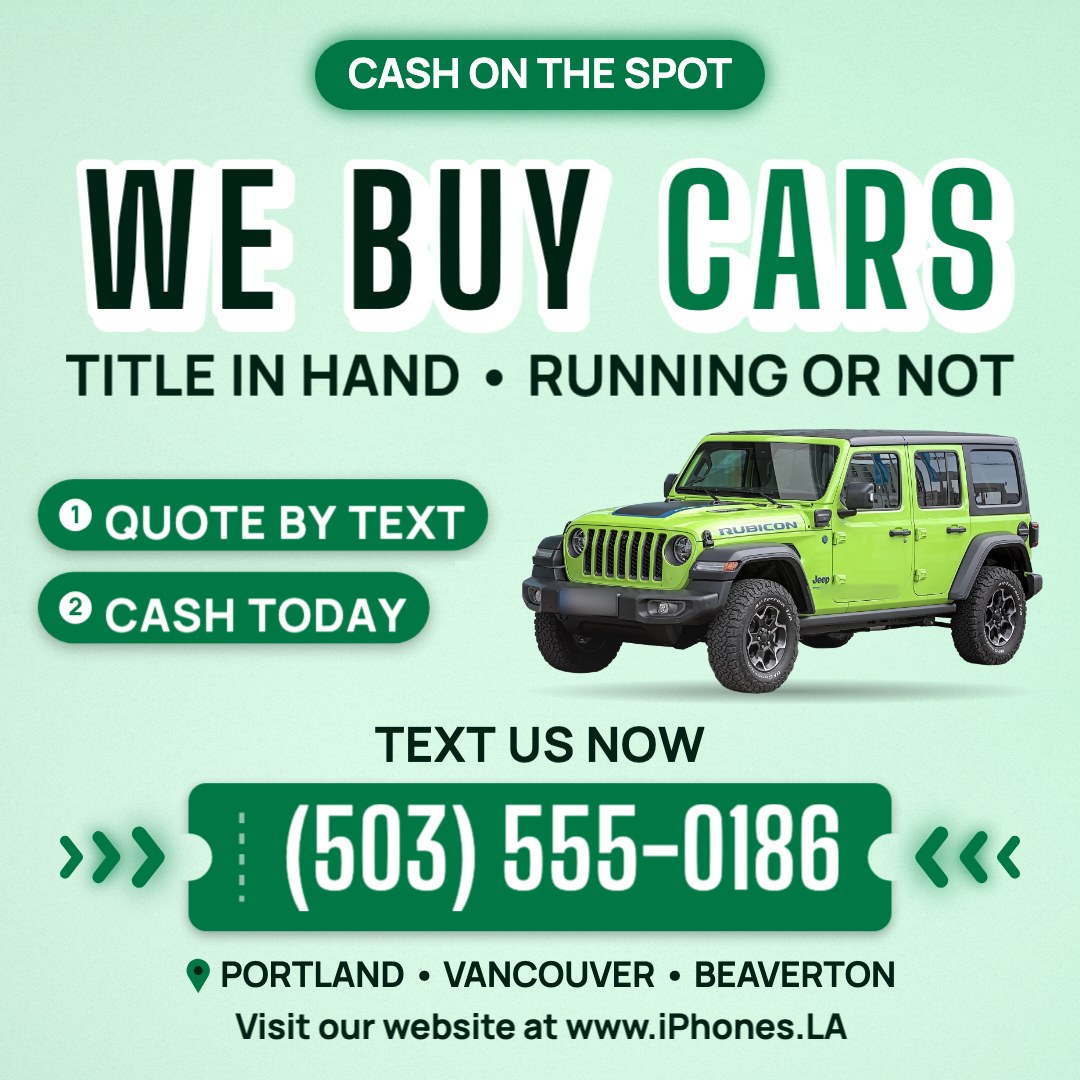 CASH ON THE SPOT
WE BUY CARS
TITLE IN HAND • RUNNING OR NOT
1 QUOTE BY TEXT
2 CASH TODAY
RUBICON
Jeep
TEXT US NOW
(503) 555-0186
PORTLAND • VANCOUVER • BEAVERTON
Visit our website at www.iPhones.LA